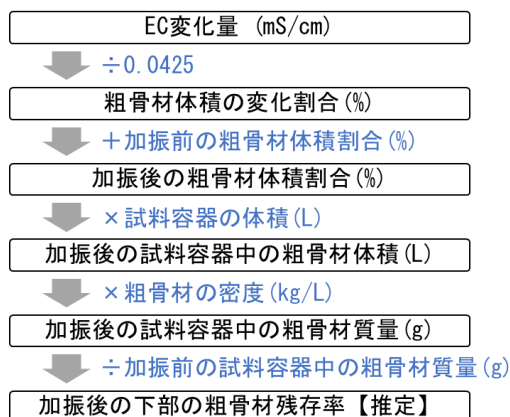 EC変化量 (mS/cm)
÷0.0425
粗骨材体積の変化割合(%)
＋加振前の粗骨材体積割合(%)
加振後の粗骨材体積割合(%)
×試料容器の体積(L)
加振後の試料容器中の粗骨材体積(L)
×粗骨材の密度(kg/L)
加振後の試料容器中の粗骨材質量(g)
÷加振前の試料容器中の粗骨材質量(g)
加振後の下部の粗骨材残存率【推定】